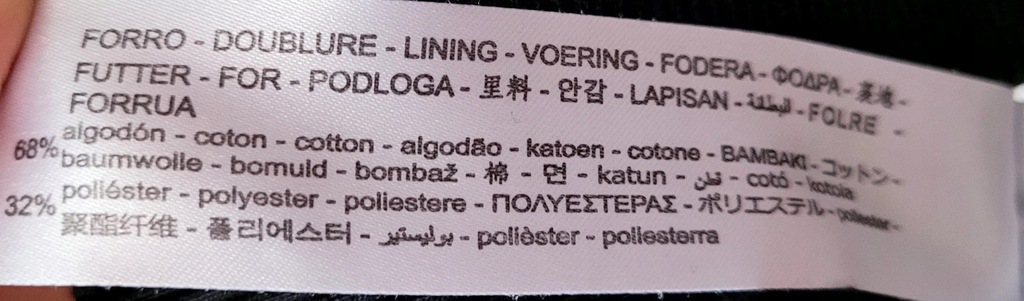 FORRO - DOUBLURE - LINING - VOERING - FODERA - ΦΟΔΡΑ - 裏地 -
FUTTER - FOR - PODLOGA - 里料 - 안감 - LAPISAN - البطانة - FOLRE -
FORRUA
68% algodón - coton - cotton - algodão - katoen - cotone - BAMBAKI - コットン -
baumwolle - bomuld - bombaž - 棉 - 면 - katun - قطن - cotó - kotoia
32% poliéster - polyester - poliestere - ΠΟΛΥΕΣΤΕΡΑΣ - ポリエステル - poliester -
聚酯纤维 - 폴리에스터 - بوليستير - polièster - poliesterra